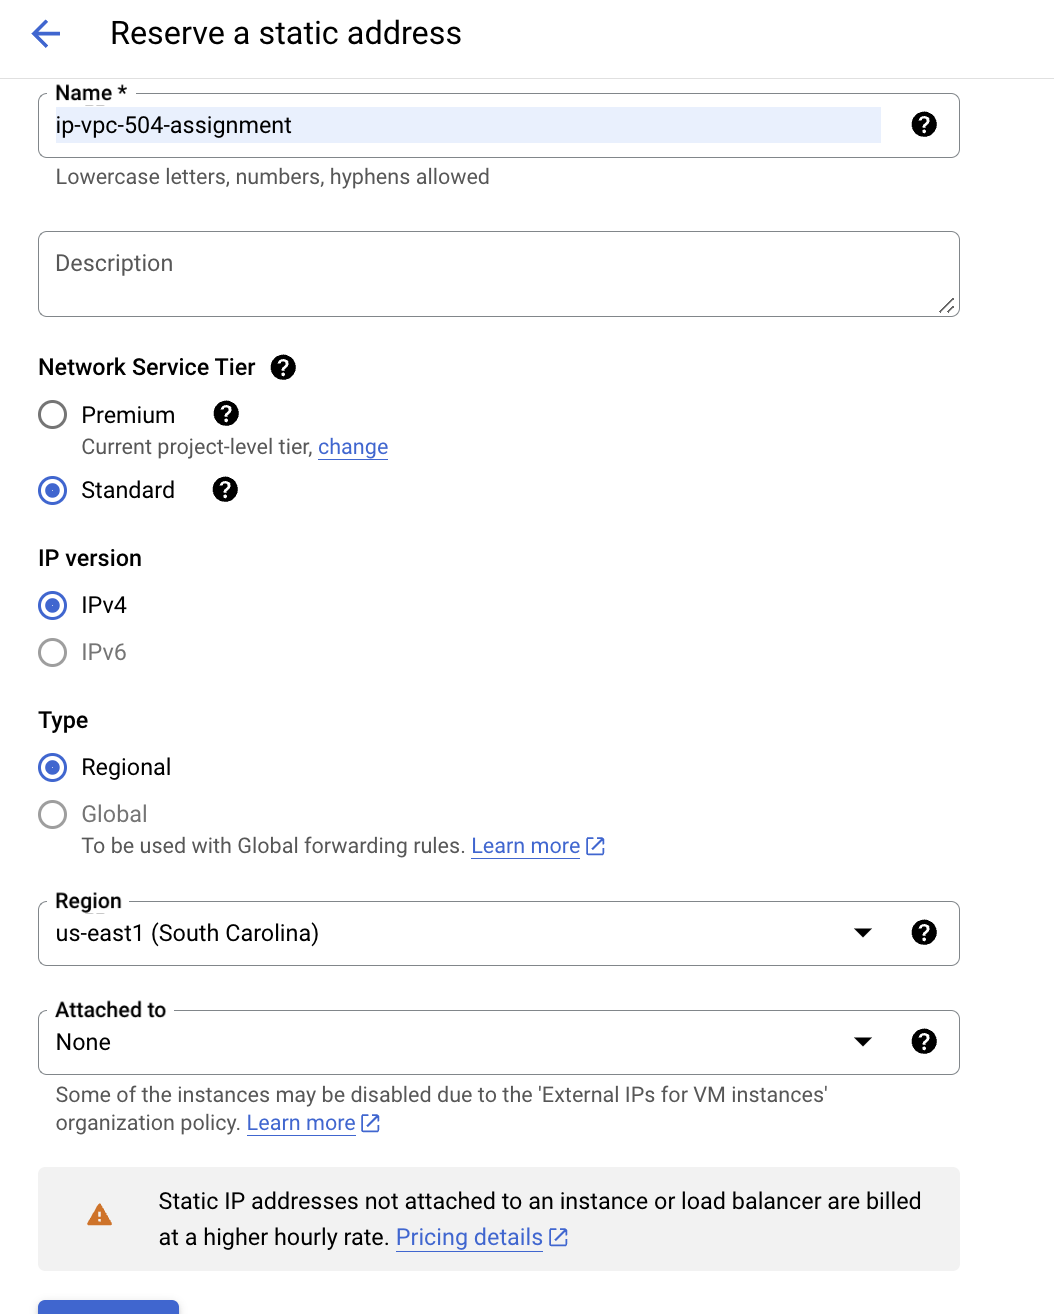 Reserve a static address
Name *
ip-vpc-504-assignment
Lowercase letters, numbers, hyphens allowed
Description
Network Service Tier
Premium
Current project-level tier, change
Standard
IP version
IPv4
IPv6
Type
Regional
Global
To be used with Global forwarding rules. Learn more
Region
us-east1 (South Carolina)
Attached to
None
Some of the instances may be disabled due to the 'External IPs for VM instances'
organization policy. Learn more
Static IP addresses not attached to an instance or load balancer are billed
at a higher hourly rate. Pricing details